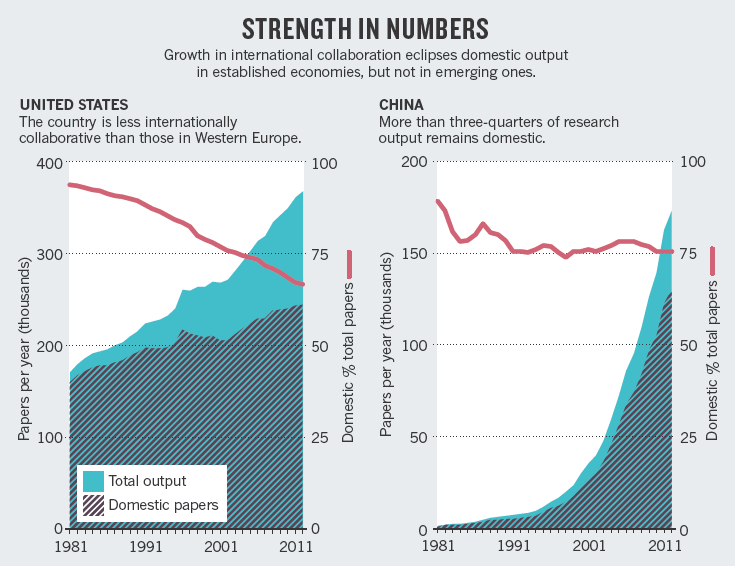 STRENGTH IN NUMBERS
Growth in international collaboration eclipses domestic output
in established economies, but not in emerging ones.
UNITED STATES
The country is less internationally
collaborative than those in Western Europe.
400
300
200
100
0
Papers per year (thousands)
100
75
50
25
0
Domestic % total papers
Total output
Domestic papers
1981
1991
2001
2011
CHINA
More than three-quarters of research
output remains domestic.
200
150
100
50
0
Papers per year (thousands)
100
75
50
25
0
Domestic % total papers
1981
1991
2001
2011